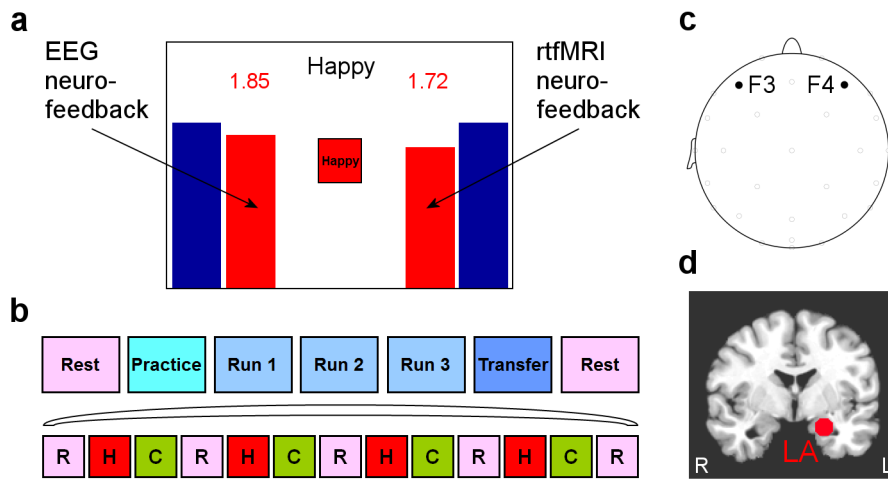 a
EEG
neuro-
feedback
Happy
1.85
1.72
Happy
rtfMRI
neuro-
feedback
b
Rest Practice Run 1 Run 2 Run 3 Transfer Rest
R H C R H C R H C R H C R
c
F3 F4
d
LA
R L